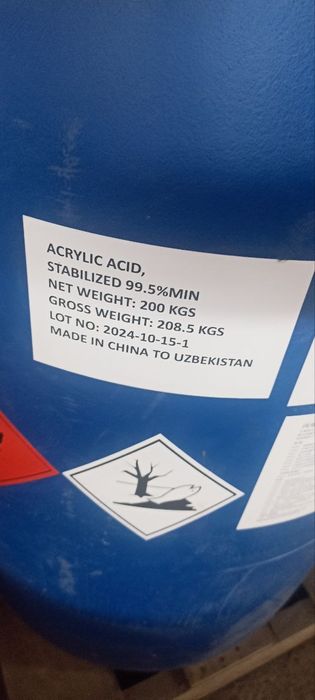 ACRYLIC ACID,
STABILIZED 99.5%MIN
NET WEIGHT: 200 KGS
GROSS WEIGHT: 208.5 KGS
LOT NO: 2024-10-15-1
MADE IN CHINA TO UZBEKISTAN